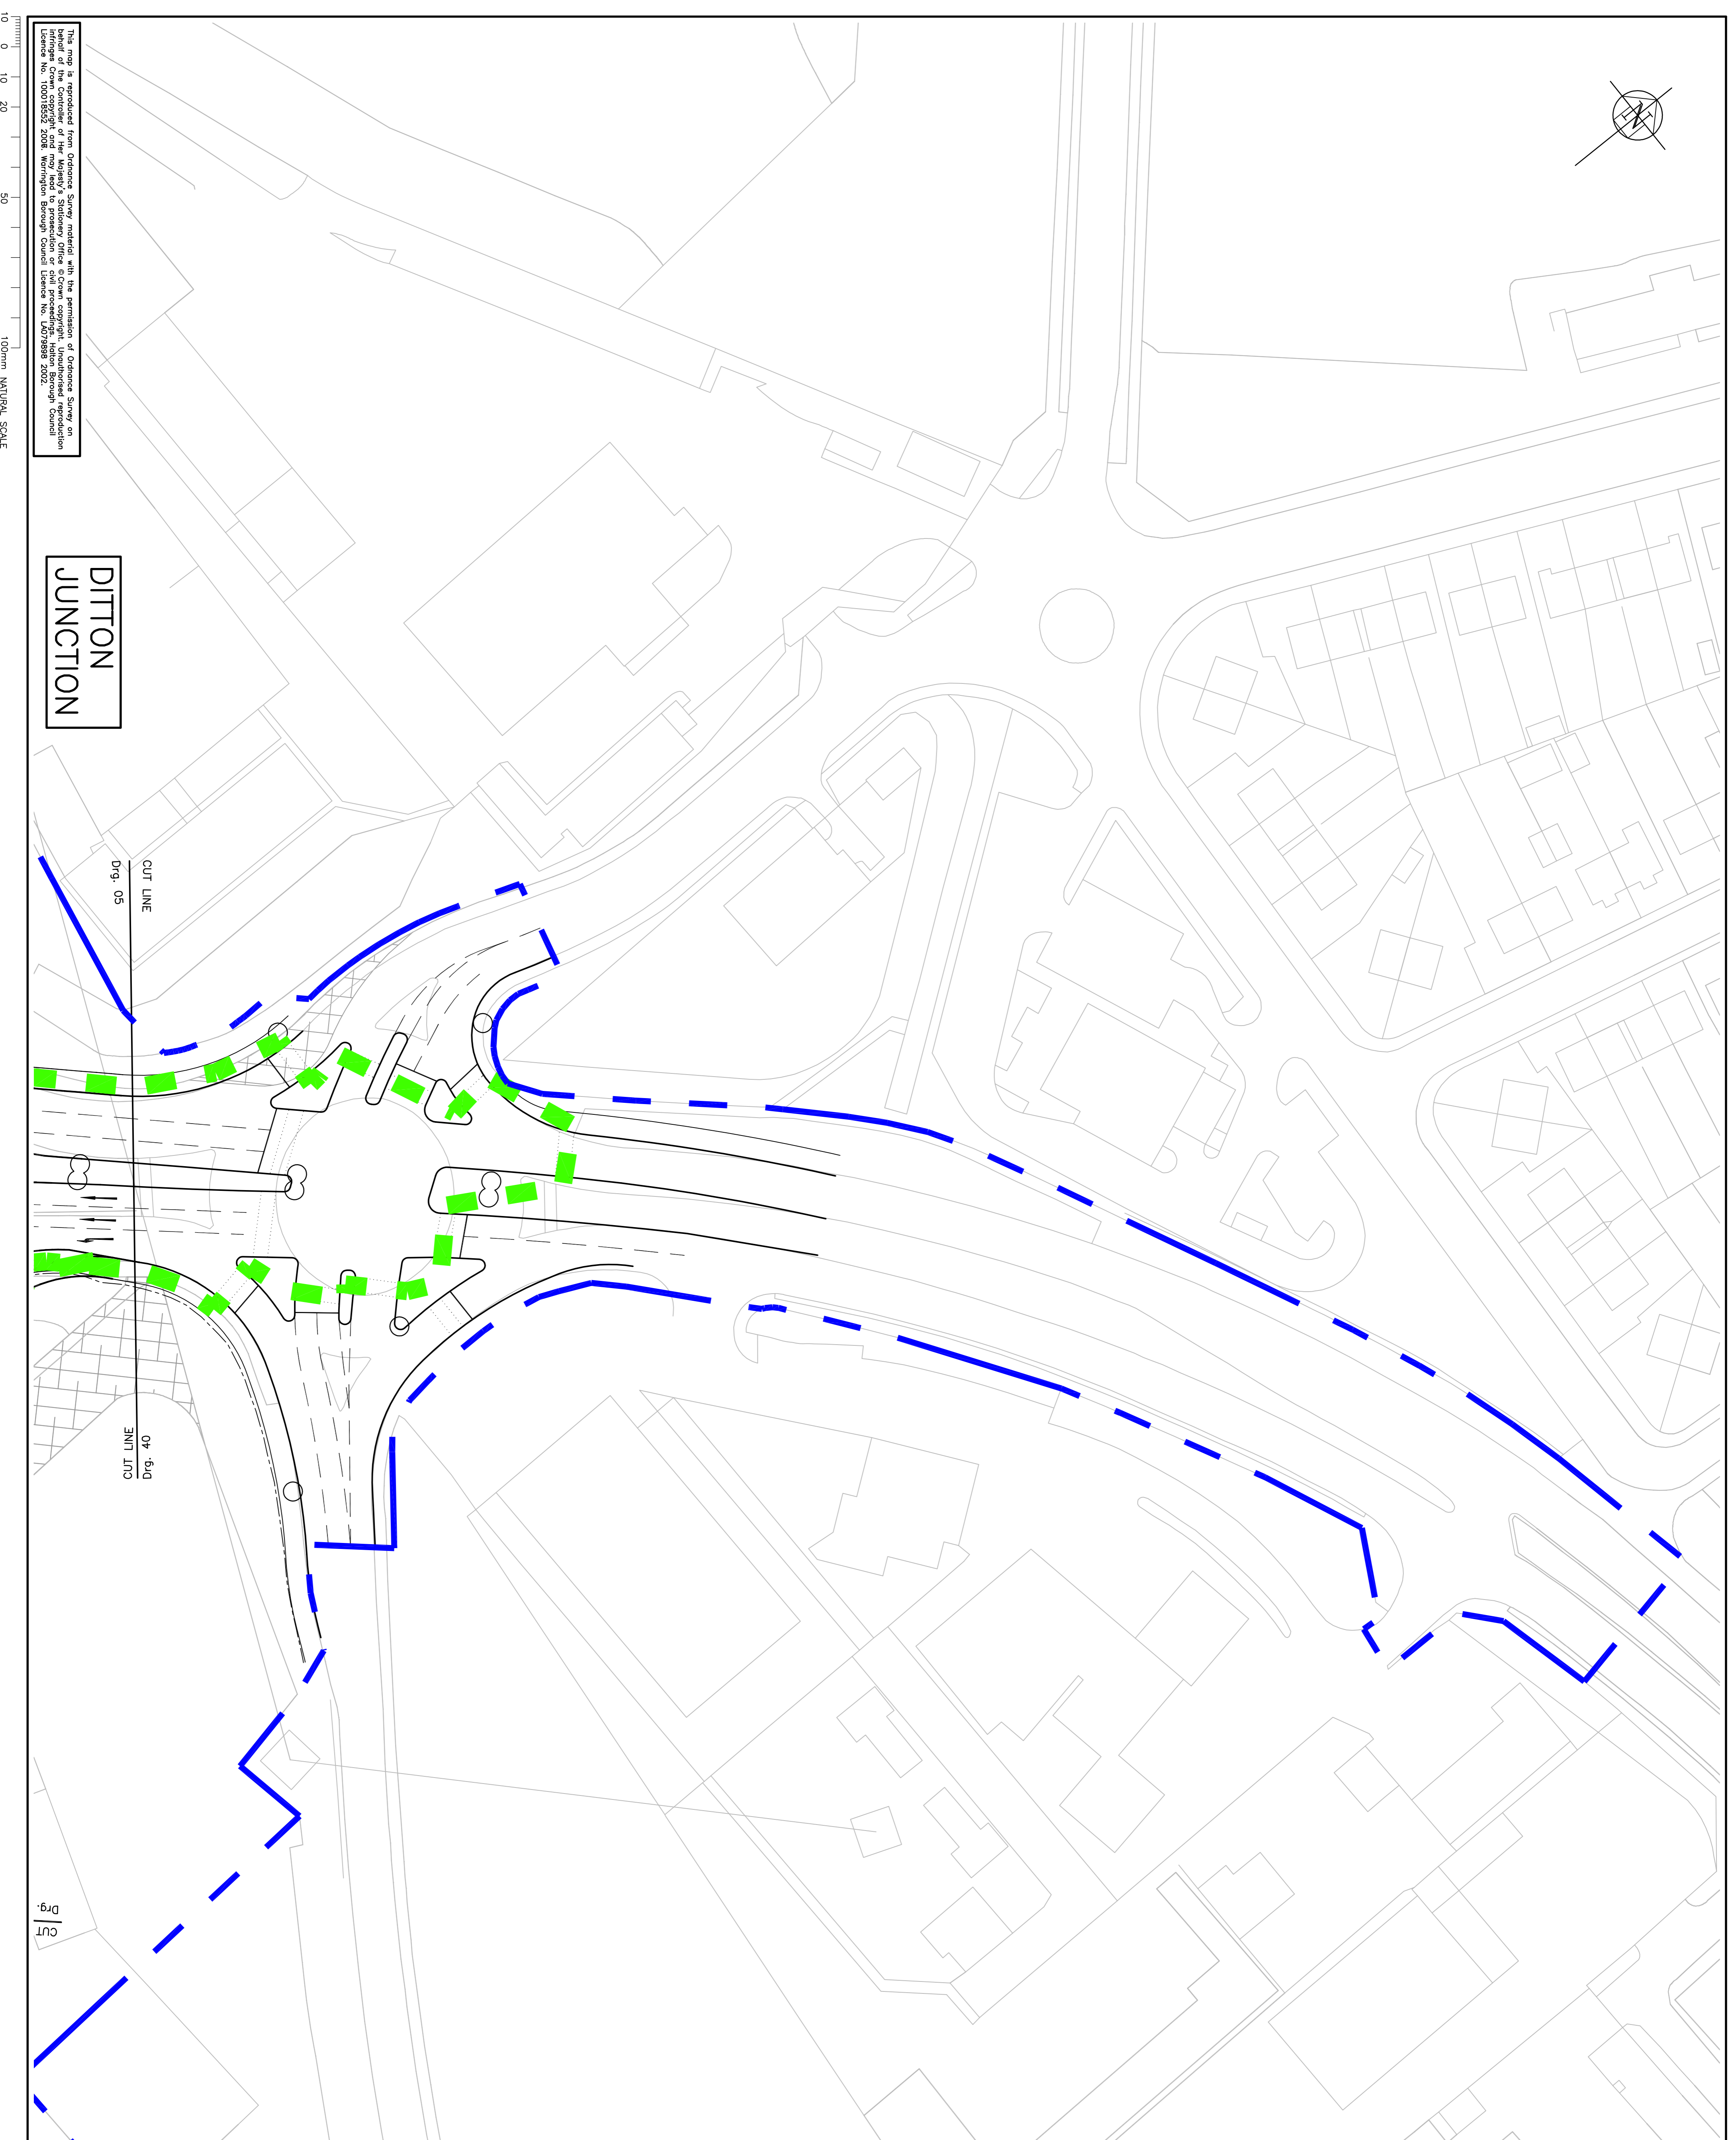 This map is reproduced from Ordnance Survey material with the permission of Ordnance Survey on
behalf of the Controller of Her Majesty's Stationery Office © Crown copyright. Unauthorised reproduction
infringes Crown copyright and may lead to prosecution or civil proceedings. Halton Borough Council
Licence No. 100018552 2008. Warrington Borough Council Licence No. LA079898 2002.
10 0 10 20 50 100mm NATURAL SCALE
N
DITTON
JUNCTION
CUT LINE
Drg. 05
Drg. 40
CUT LINE
Drg.
CUT